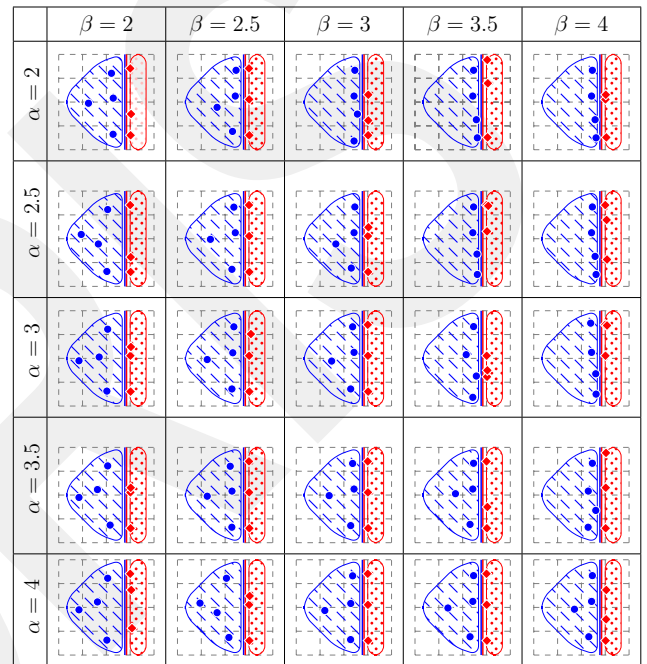 β = 2 β = 2.5 β = 3 β = 3.5 β = 4
α = 2
α = 2.5
α = 3
α = 3.5
α = 4